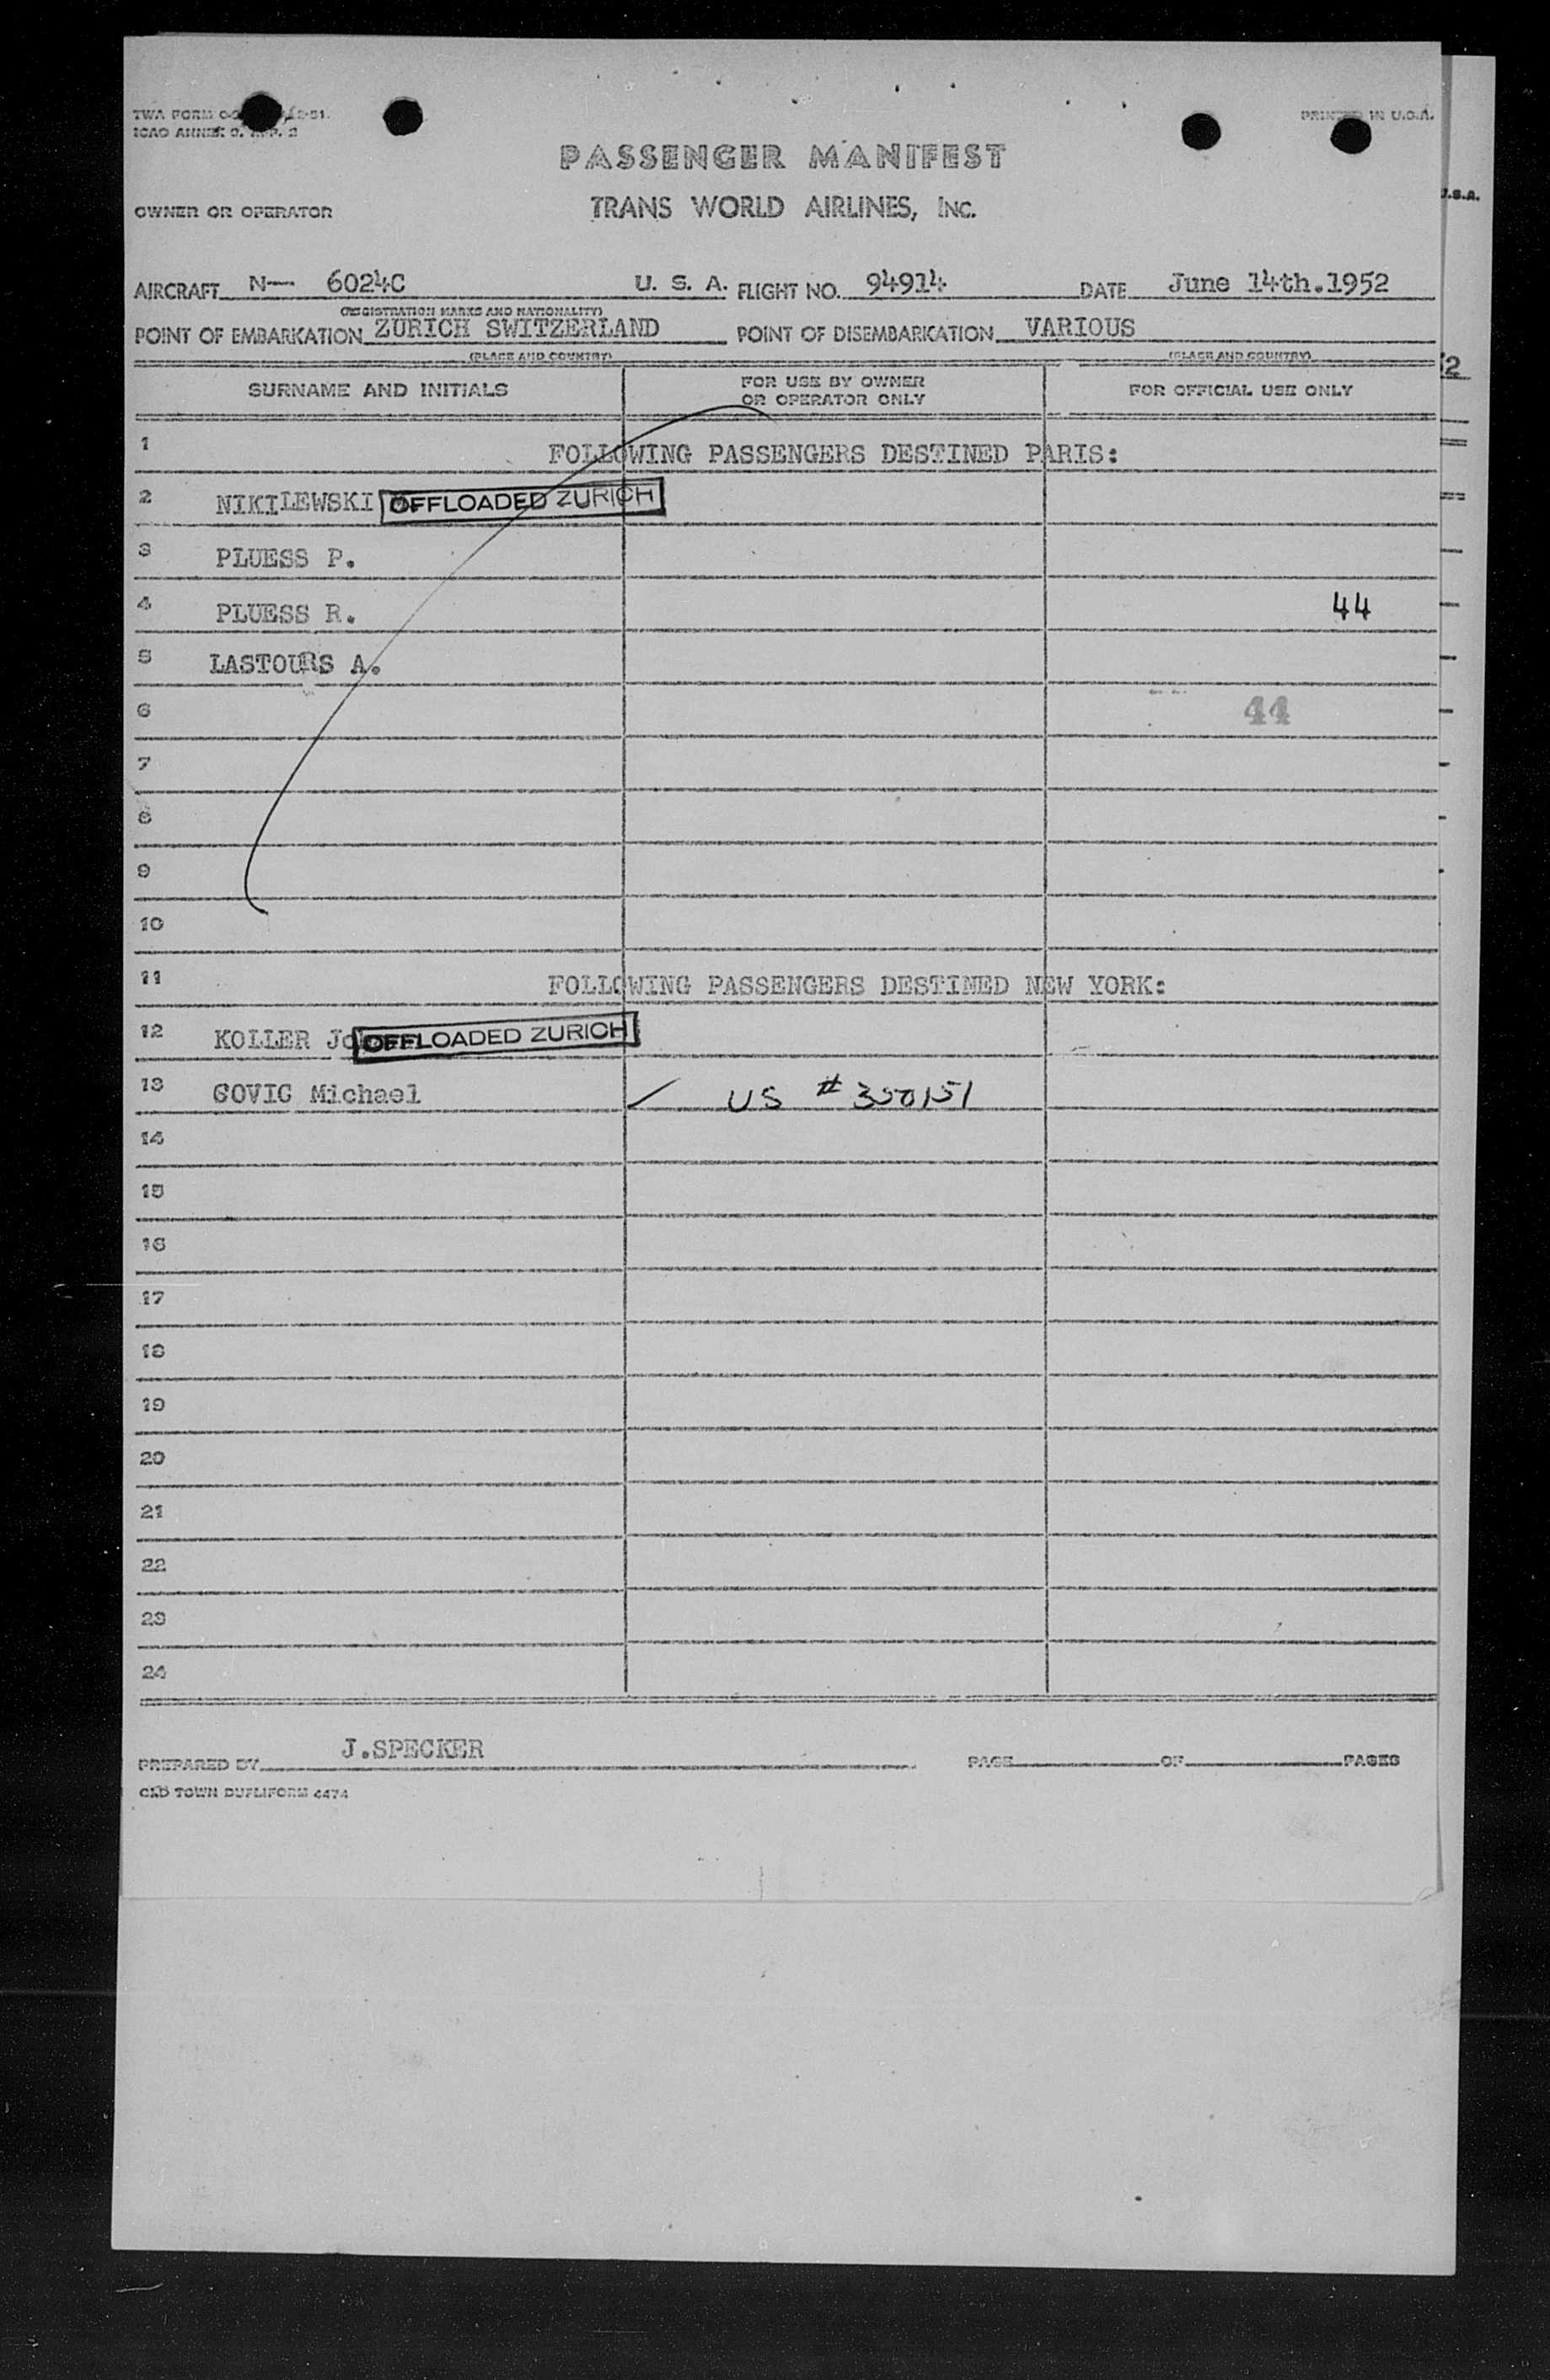 TWA FORM
PRINTED IN U.S.A.
ICAO ANNEX 9. APP. 2
PASSENGER MANIFEST
OWNER OR OPERATOR TRANS WORLD AIRLINES, INC.
U.S.A.
AIRCRAFT N— 6024C U. S. A. FLIGHT NO. 94914 DATE June 14th.1952
(REGISTRATION MARKS AND NATIONALITY)
POINT OF EMBARKATION ZURICH SWITZERLAND POINT OF DISEMBARKATION VARIOUS
(PLACE AND COUNTRY) (PLACE AND COUNTRY)
SURNAME AND INITIALS FOR USE BY OWNER OR OPERATOR ONLY FOR OFFICIAL USE ONLY
1 FOLLOWING PASSENGERS DESTINED PARIS:
2 NIKILEWSKI OFFLOADED ZURICH
3 PLUESS P.
4 PLUESS R. 44
5 LASTOURS A.
6 44
7
8
9
10
11 FOLLOWING PASSENGERS DESTINED NEW YORK:
12 KOLLER OFFLOADED ZURICH
13 GOVIC Michael / US # 350151
14
15
16
17
18
19
20
21
22
23
24
PREPARED BY J.SPECKER PAGE OF PAGES
OLD TOWN DUPLIFORM 4474